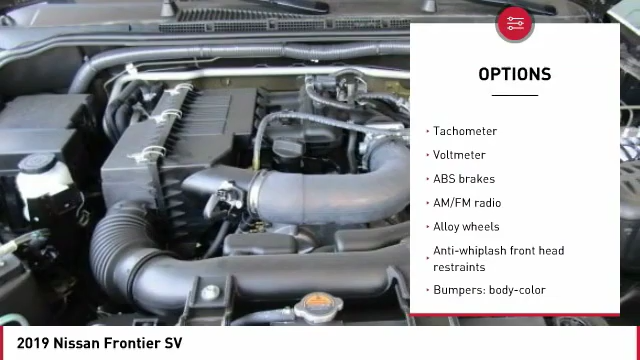 OPTIONS
Tachometer
Voltmeter
ABS brakes
AM/FM radio
Alloy wheels
Anti-whiplash front head
restraints
Bumpers: body-color
2019 Nissan Frontier SV